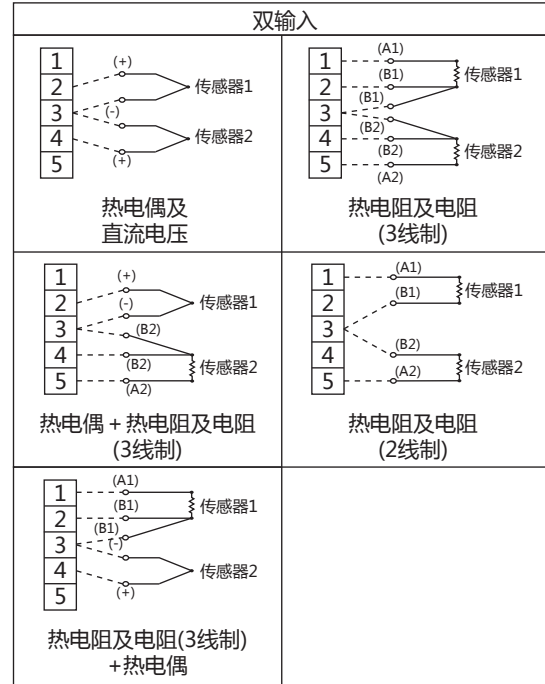 双输入
1
2
3
4
5
(+)
(-)
(+)
传感器1
传感器2
热电偶及
直流电压
1
2
3
4
5
(A1)
(B1)
(B1)
(B2)
(B2)
(A2)
传感器1
传感器2
热电阻及电阻
(3线制)
1
2
3
4
5
(+)
(-)
(B2)
(B2)
(A2)
传感器1
传感器2
热电偶 + 热电阻及电阻
(3线制)
1
2
3
4
5
(A1)
(B1)
(B2)
(A2)
传感器1
传感器2
热电阻及电阻
(2线制)
1
2
3
4
5
(A1)
(B1)
(B1)
(-)
(+)
传感器1
传感器2
热电阻及电阻(3线制)
+热电偶